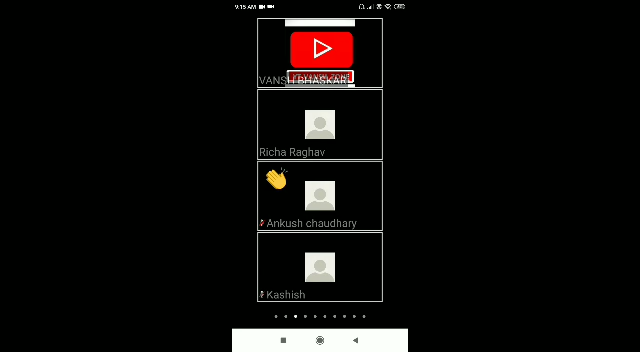 9:15 AM
VANSH BHASKAR
Richa Raghav
Ankush chaudhary
Kashish